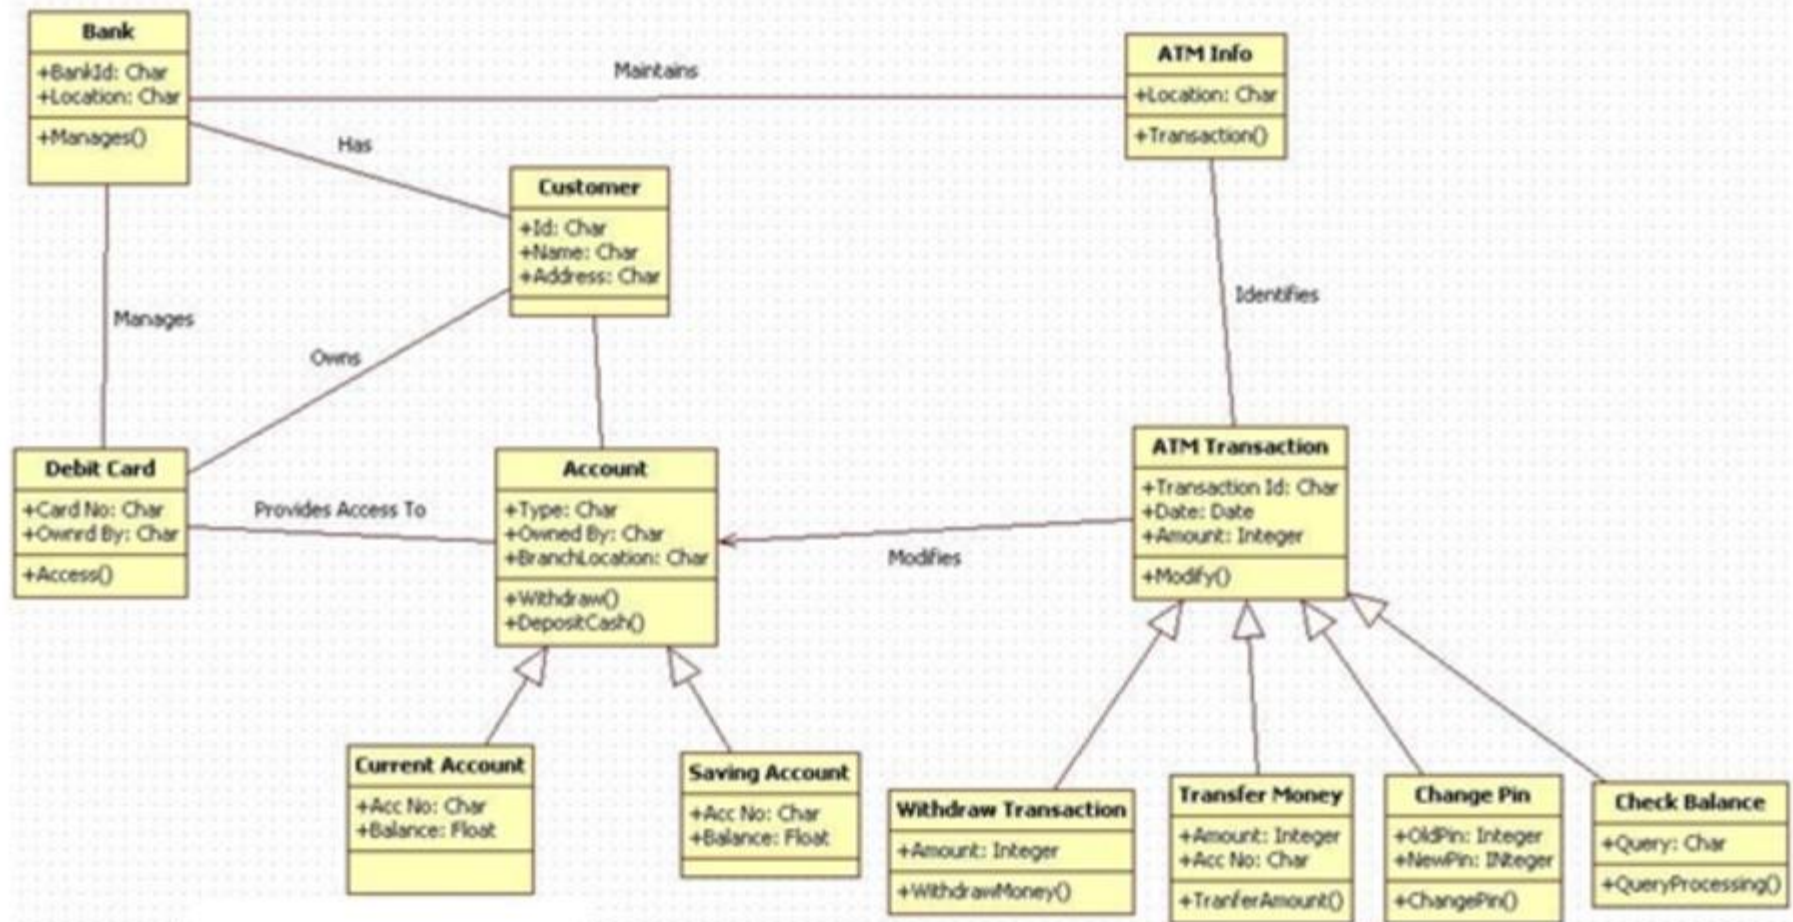 Bank
+BankId: Char
+Location: Char
+Manages()
Maintains
ATM Info
+Location: Char
+Transaction()
Has
Customer
+Id: Char
+Name: Char
+Address: Char
Manages
Owns
Identifies
Debit Card
+Card No: Char
+Ownrd By: Char
+Access()
Provides Access To
Account
+Type: Char
+Owned By: Char
+BranchLocation: Char
+Withdraw()
+DepositCash()
Modifies
ATM Transaction
+Transaction Id: Char
+Date: Date
+Amount: Integer
+Modify()
Current Account
+Acc No: Char
+Balance: Float
Saving Account
+Acc No: Char
+Balance: Float
Withdraw Transaction
+Amount: Integer
+WithdrawMoney()
Transfer Money
+Amount: Integer
+Acc No: Char
+TranferAmount()
Change Pin
+OldPin: Integer
+NewPin: INteger
+ChangePin()
Check Balance
+Query: Char
+QueryProcessing()